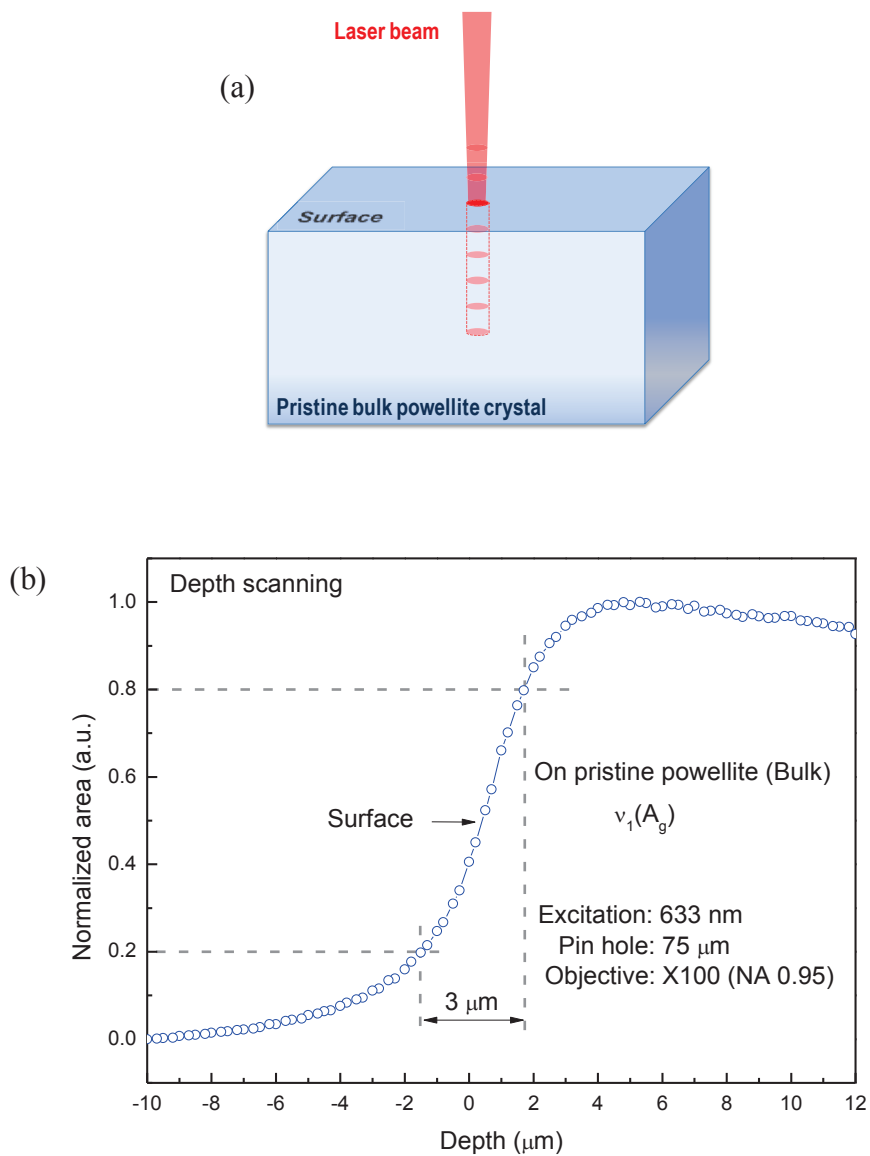 Laser beam
(a)
Surface
Pristine bulk powellite crystal
(b)
Depth scanning
1.0
0.8
0.6
0.4
0.2
0.0
Normalized area (a.u.)
On pristine powellite (Bulk)
ν₁(A_g)
Surface
Excitation: 633 nm
Pin hole: 75 μm
Objective: X100 (NA 0.95)
3 μm
-10 -8 -6 -4 -2 0 2 4 6 8 10 12
Depth (μm)